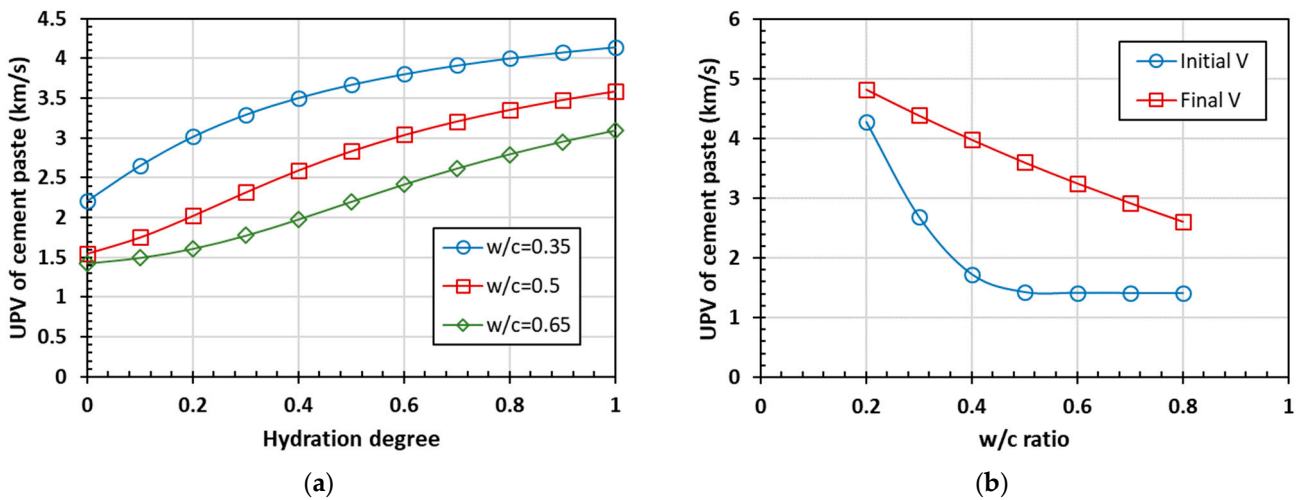 UPV of cement paste (km/s)
4.5
4
3.5
3
2.5
2
1.5
1
0.5
0
0 0.2 0.4 0.6 0.8 1
Hydration degree
w/c=0.35
w/c=0.5
w/c=0.65
(a)
UPV of cement paste (km/s)
6
5
4
3
2
1
0
0 0.2 0.4 0.6 0.8 1
w/c ratio
Initial V
Final V
(b)